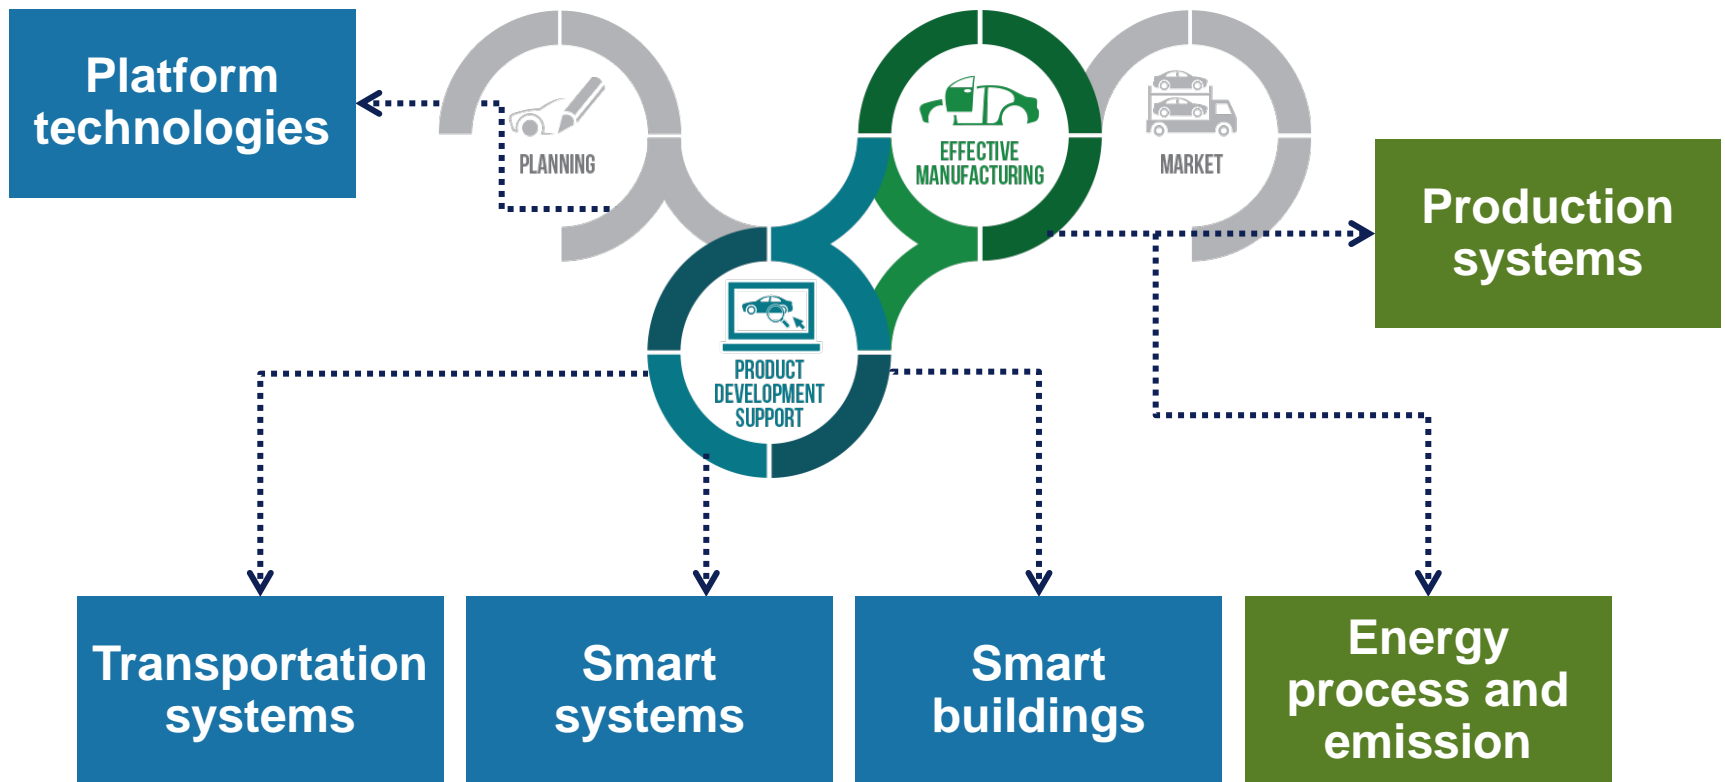 Platform
technologies
PLANNING
EFFECTIVE
MANUFACTURING
MARKET
Production
systems
PRODUCT
DEVELOPMENT
SUPPORT
Transportation
systems
Smart
systems
Smart
buildings
Energy
process and
emission